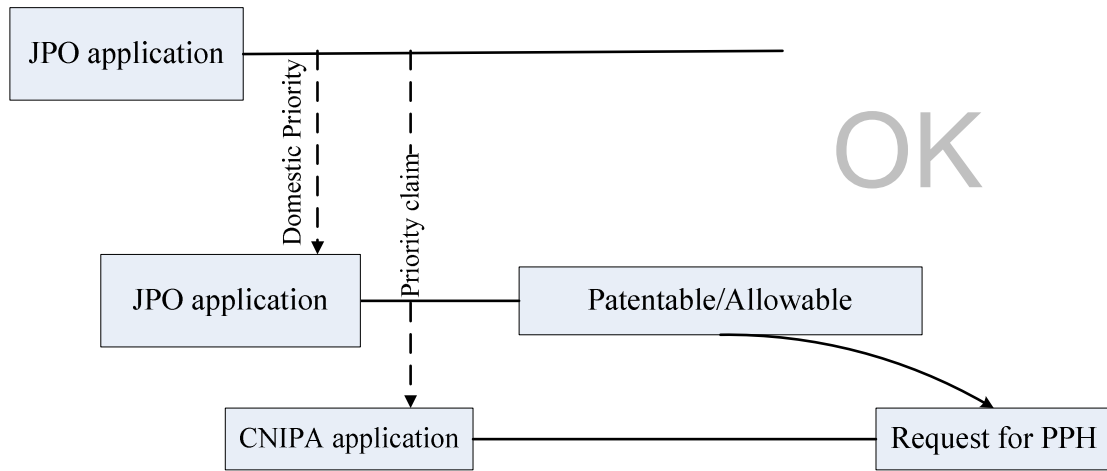 JPO application
Domestic Priority
Priority claim
OK
JPO application
Patentable/Allowable
CNIPA application
Request for PPH